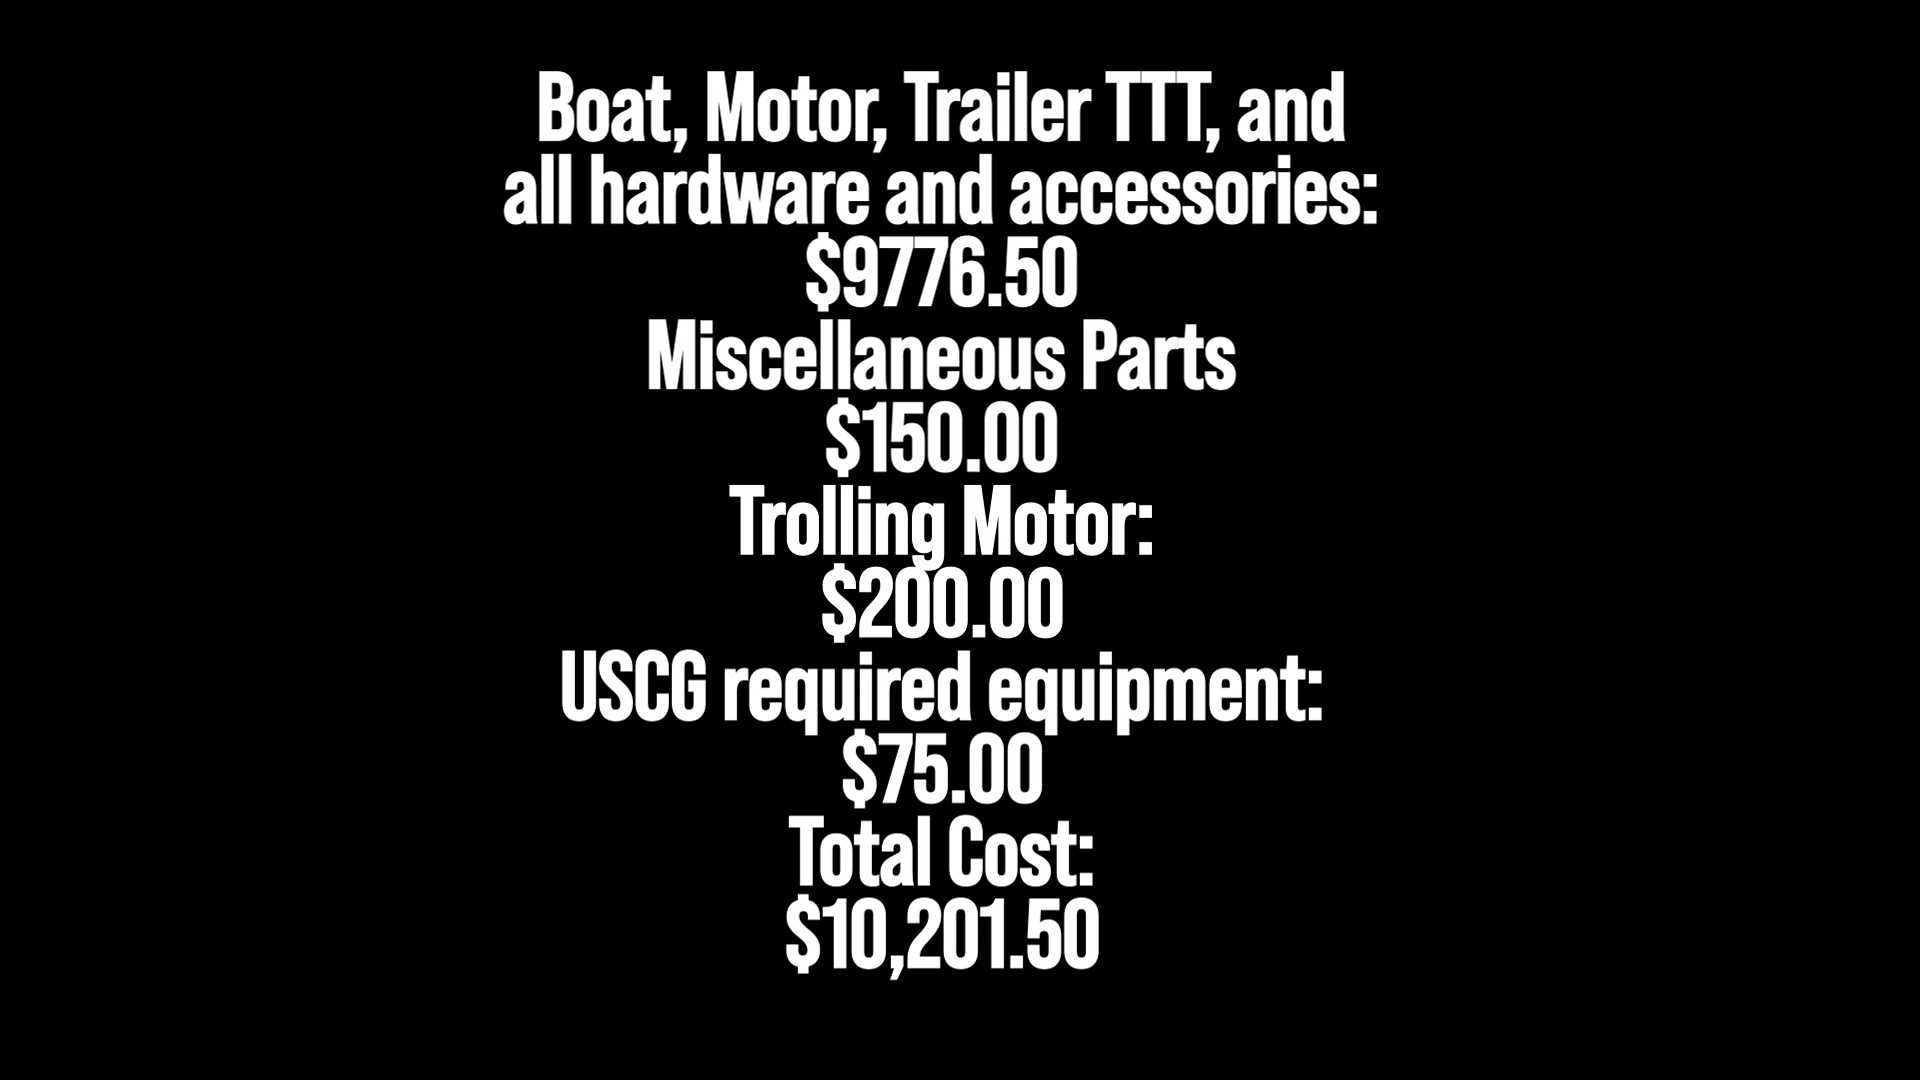 Boat, Motor, Trailer TTT, and
all hardware and accessories:
$9776.50
Miscellaneous Parts
$150.00
Trolling Motor:
$200.00
USCG required equipment:
$75.00
Total Cost:
$10,201.50